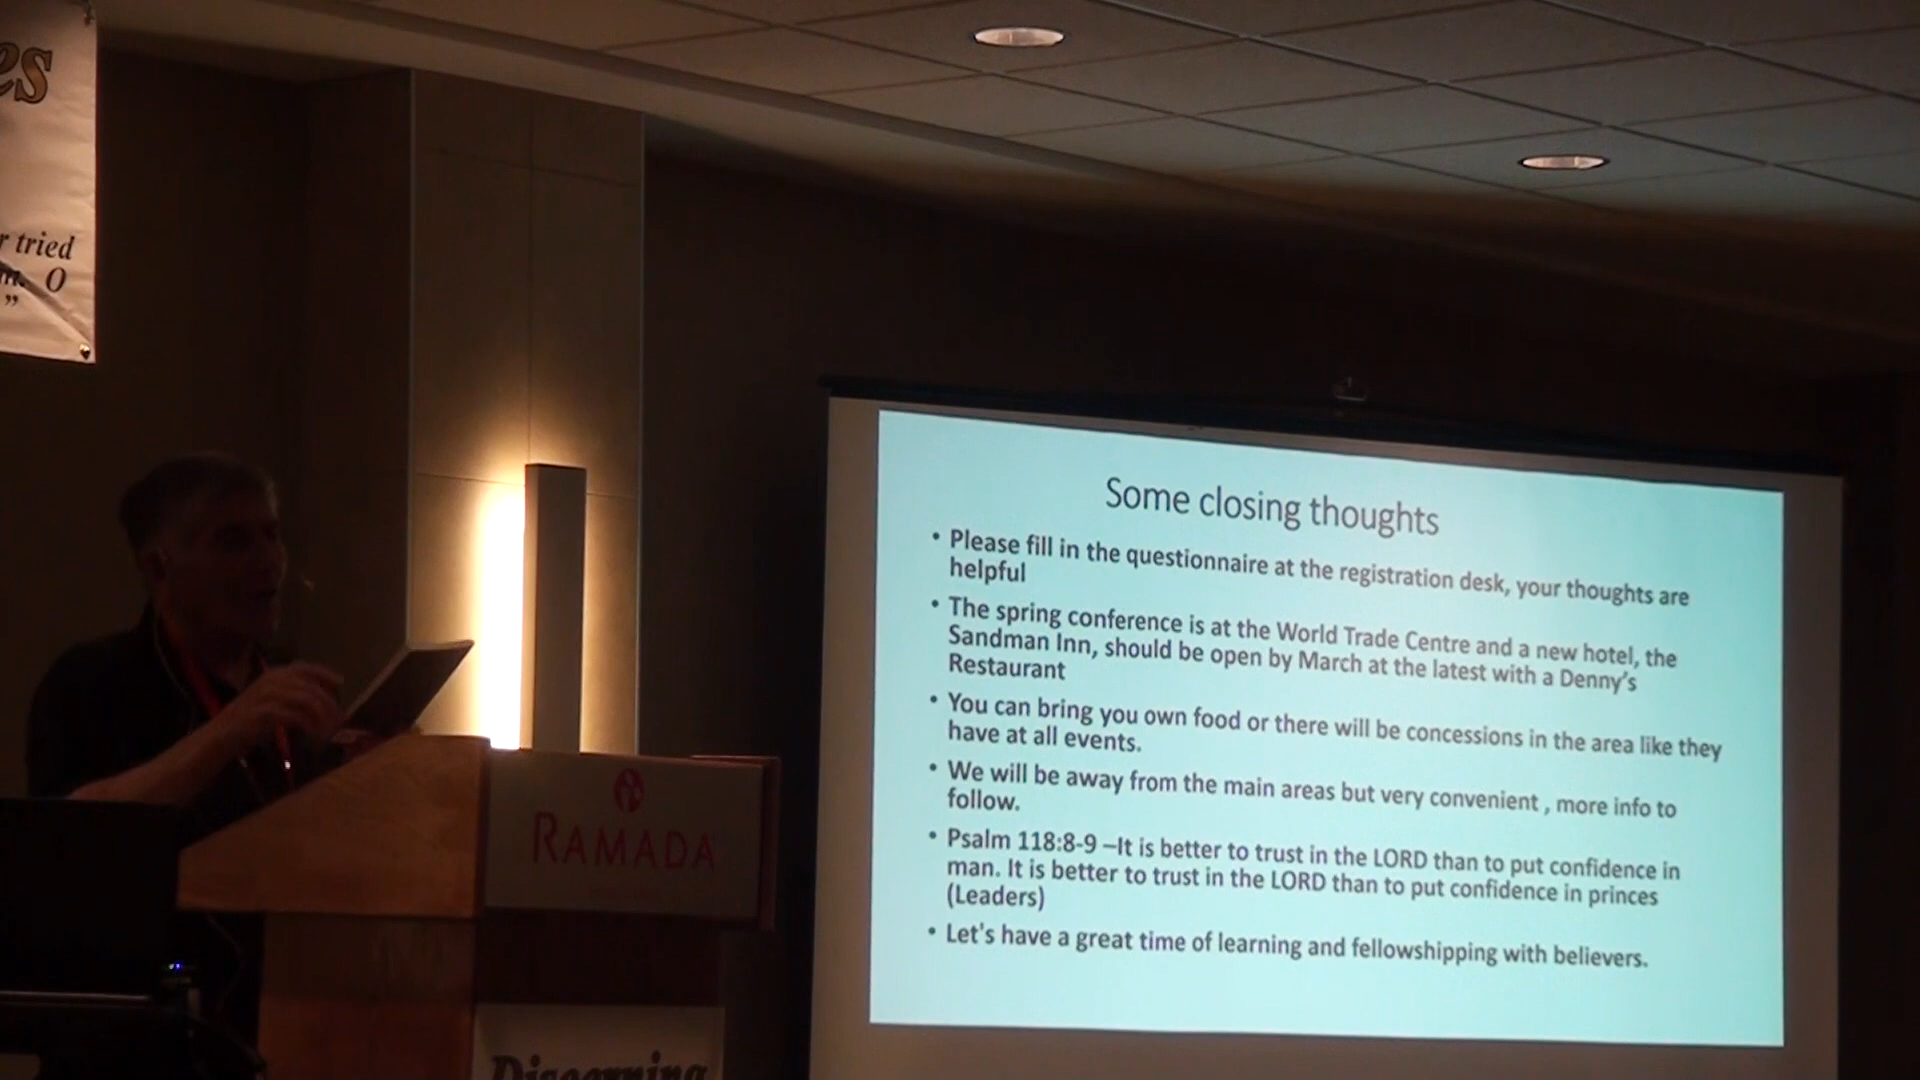 es
r tried
O
”
RAMADA
Discerning
Some closing thoughts
• Please fill in the questionnaire at the registration desk, your thoughts are
helpful
• The spring conference is at the World Trade Centre and a new hotel, the
Sandman Inn, should be open by March at the latest with a Denny's
Restaurant
• You can bring you own food or there will be concessions in the area like they
have at all events.
• We will be away from the main areas but very convenient , more info to
follow.
• Psalm 118:8-9 –It is better to trust in the LORD than to put confidence in
man. It is better to trust in the LORD than to put confidence in princes
(Leaders)
• Let's have a great time of learning and fellowshipping with believers.